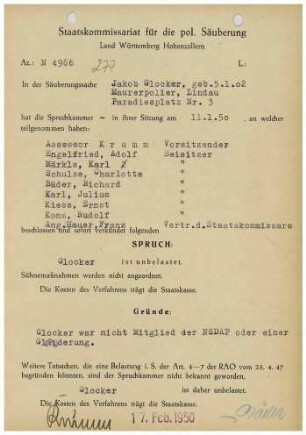 Staatskommissariat für die pol. Säuberung
Land Württemberg Hohenzollern
Az.: N 4966 L:
277
In der Säuberungssache Jakob Glocker, geb.5.1.02
Maurerpolier, Lindau
Paradiesplatz Nr. 3
hat die Spruchkammer – in ihrer Sitzung am 11.1.50, an welcher
teilgenommen haben:
Assessor Krumm Vorsitzender
Engelfried, Adolf Beisitzer
Märkle, Karl "
Schulze, Charlotte "
Bäder, Richard "
Karl, Julius "
Kiess, Ernst "
Kons, Rudolf "
Ang.Hauer,Franz Vertr.d.Staatskommissars
beschlossen und sofort verkündet folgenden
SPRUCH:
Glocker ist unbelastet.
Sühnemaßnahmen werden nicht angeordnet.
Die Kosten des Verfahrens trägt die Staatskasse.
Gründe:
Glocker war nicht Mitglied der NSDAP oder einer
Gliederung.
Weitere Tatsachen, die eine Belastung i. S. der Art. 4–7 der RAO vom 25. 4. 47
begründen könnten, sind der Spruchkammer nicht bekannt geworden.
Glocker ist daher unbelastet.
Die Kosten des Verfahrens trägt die Staatskasse.
Krumm 17. Feb. 1950 Bäder